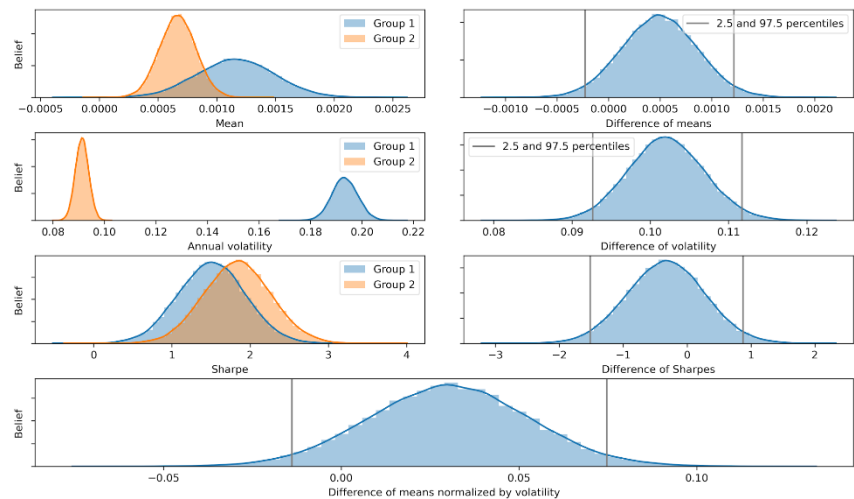 Belief
Group 1
Group 2
−0.0005 0.0000 0.0005 0.0010 0.0015 0.0020 0.0025
Mean
2.5 and 97.5 percentiles
−0.0010 −0.0005 0.0000 0.0005 0.0010 0.0015 0.0020
Difference of means
Belief
Group 1
Group 2
0.08 0.10 0.12 0.14 0.16 0.18 0.20 0.22
Annual volatility
2.5 and 97.5 percentiles
0.08 0.09 0.10 0.11 0.12
Difference of volatility
Belief
Group 1
Group 2
0 1 2 3 4
Sharpe
−3 −2 −1 0 1 2
Difference of Sharpes
Belief
−0.05 0.00 0.05 0.10
Difference of means normalized by volatility